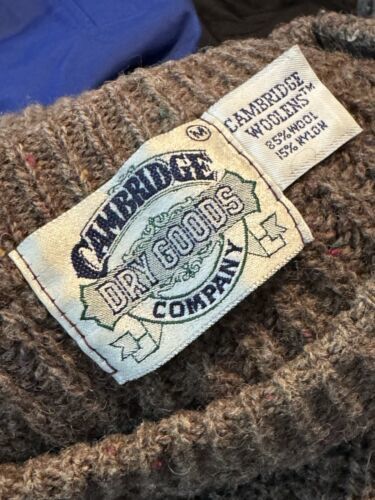 M
CAMBRIDGE
DRY GOODS
COMPANY
CAMBRIDGE
WOOLENS™
85% WOOL
15% NYLON